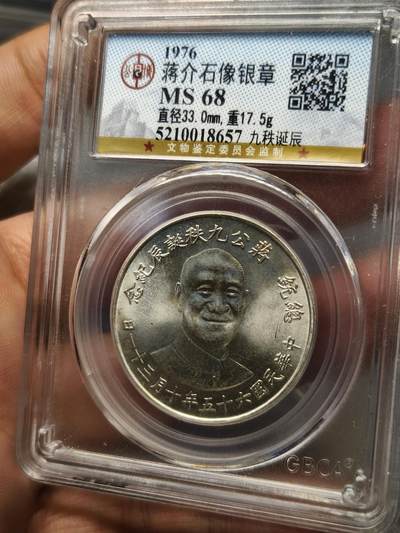 1976
蒋介石像银章
MS 68
直径33.0mm,重17.5g
5210018657 九秩诞辰
★ 文物鉴定委员会监制 ★
總統 蔣公九秩誕辰紀念
中華民國六十五年十月三十一日
GBCA